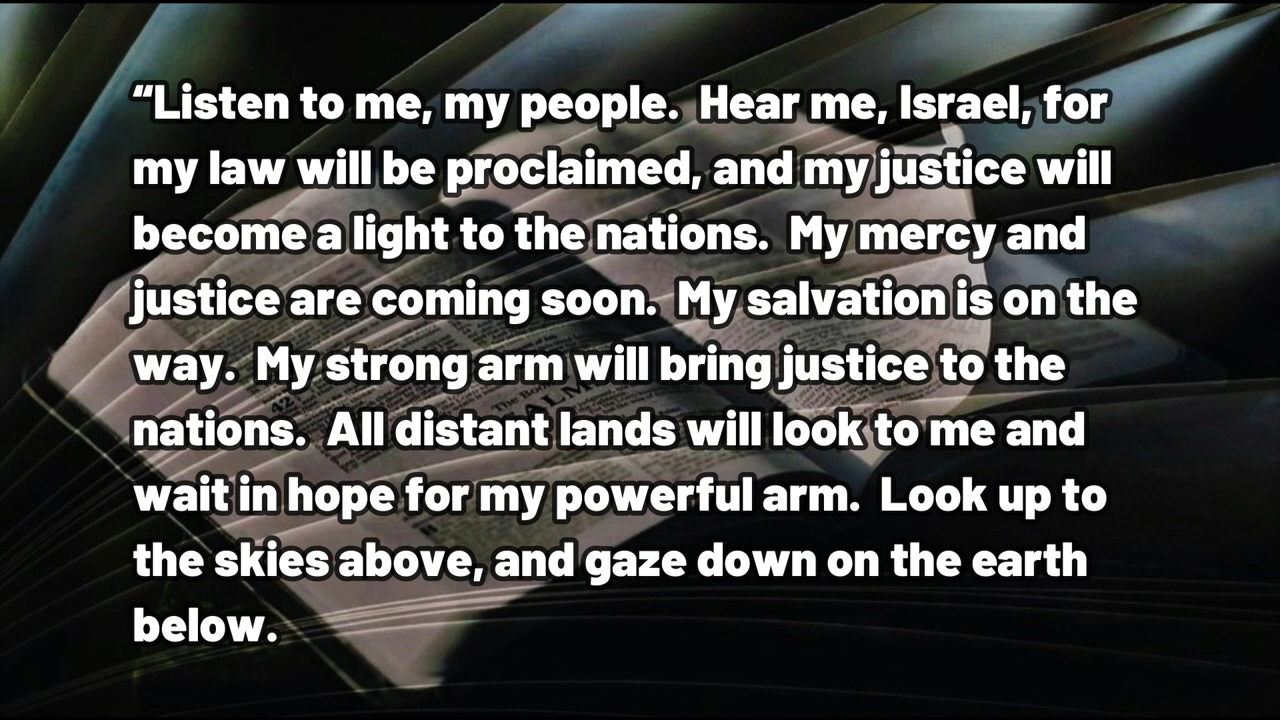 “Listen to me, my people.  Hear me, Israel, for
my law will be proclaimed, and my justice will
become a light to the nations.  My mercy and
justice are coming soon.  My salvation is on the
way.  My strong arm will bring justice to the
nations.  All distant lands will look to me and
wait in hope for my powerful arm.  Look up to
the skies above, and gaze down on the earth
below.
42
The Book